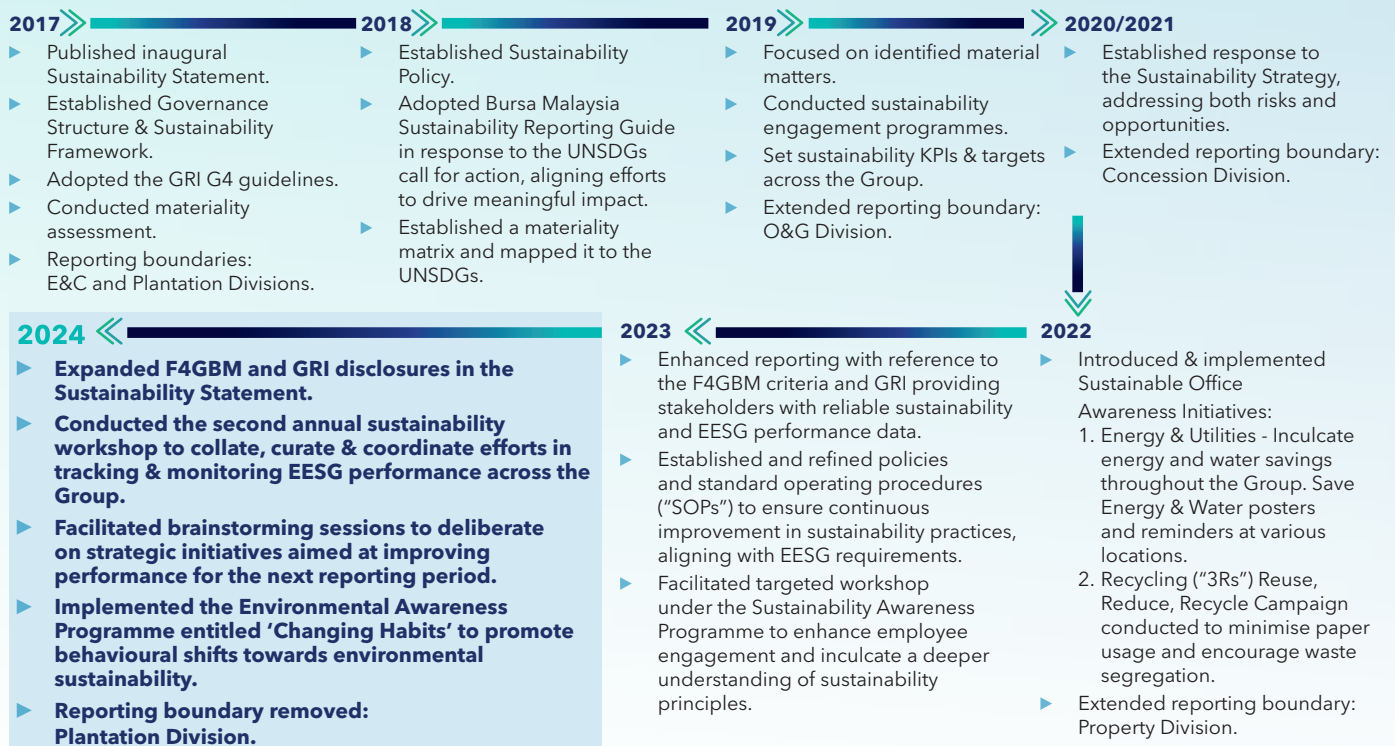 2017
▶ Published inaugural
Sustainability Statement.
▶ Established Governance
Structure & Sustainability
Framework.
▶ Adopted the GRI G4 guidelines.
▶ Conducted materiality
assessment.
▶ Reporting boundaries:
E&C and Plantation Divisions.
2018
▶ Established Sustainability
Policy.
▶ Adopted Bursa Malaysia
Sustainability Reporting Guide
in response to the UNSDGs
call for action, aligning efforts
to drive meaningful impact.
▶ Established a materiality
matrix and mapped it to the
UNSDGs.
2019
▶ Focused on identified material
matters.
▶ Conducted sustainability
engagement programmes.
▶ Set sustainability KPIs & targets
across the Group.
▶ Extended reporting boundary:
O&G Division.
2020/2021
▶ Established response to
the Sustainability Strategy,
addressing both risks and
opportunities.
▶ Extended reporting boundary:
Concession Division.
2022
▶ Introduced & implemented
Sustainable Office
Awareness Initiatives:
1. Energy & Utilities - Inculcate
energy and water savings
throughout the Group. Save
Energy & Water posters
and reminders at various
locations.
2. Recycling (“3Rs”) Reuse,
Reduce, Recycle Campaign
conducted to minimise paper
usage and encourage waste
segregation.
▶ Extended reporting boundary:
Property Division.
2023
▶ Enhanced reporting with reference to
the F4GBM criteria and GRI providing
stakeholders with reliable sustainability
and EESG performance data.
▶ Established and refined policies
and standard operating procedures
(“SOPs”) to ensure continuous
improvement in sustainability practices,
aligning with EESG requirements.
▶ Facilitated targeted workshop
under the Sustainability Awareness
Programme to enhance employee
engagement and inculcate a deeper
understanding of sustainability
principles.
2024
▶ Expanded F4GBM and GRI disclosures in the
Sustainability Statement.
▶ Conducted the second annual sustainability
workshop to collate, curate & coordinate efforts in
tracking & monitoring EESG performance across the
Group.
▶ Facilitated brainstorming sessions to deliberate
on strategic initiatives aimed at improving
performance for the next reporting period.
▶ Implemented the Environmental Awareness
Programme entitled ‘Changing Habits’ to promote
behavioural shifts towards environmental
sustainability.
▶ Reporting boundary removed:
Plantation Division.